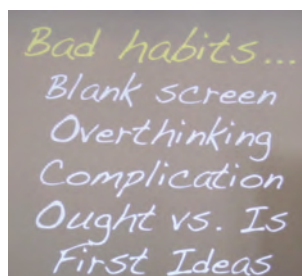 Bad habits...
Blank screen
Overthinking
Complication
Ought vs. Is
First Ideas